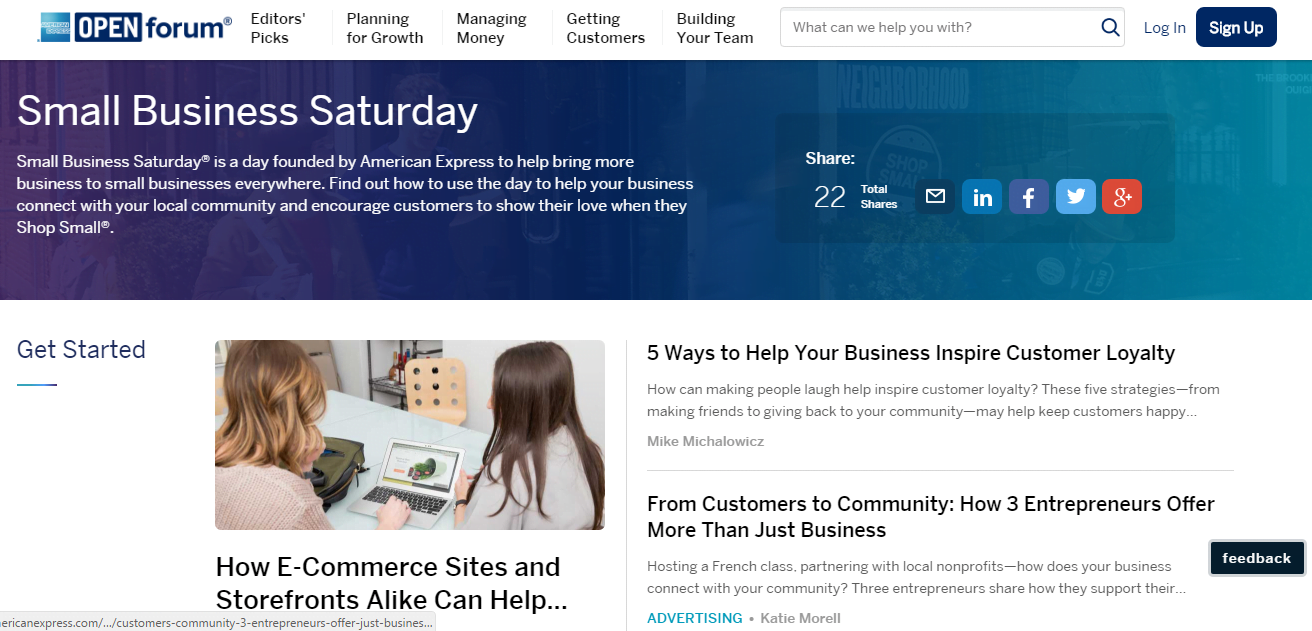 AMERICAN EXPRESS OPEN forum®
Editors' Picks
Planning for Growth
Managing Money
Getting Customers
Building Your Team
What can we help you with?
Log In
Sign Up
NEIGHBORHOOD
Small Business Saturday
Small Business Saturday® is a day founded by American Express to help bring more
business to small businesses everywhere. Find out how to use the day to help your business
connect with your local community and encourage customers to show their love when they
Shop Small®.
SHOP
SMALL
Share:
22 Total Shares
in
f
g+
Get Started
How E-Commerce Sites and
Storefronts Alike Can Help...
5 Ways to Help Your Business Inspire Customer Loyalty
How can making people laugh help inspire customer loyalty? These five strategies—from
making friends to giving back to your community—may help keep customers happy...
Mike Michalowicz
From Customers to Community: How 3 Entrepreneurs Offer
More Than Just Business
Hosting a French class, partnering with local nonprofits—how does your business
connect with your community? Three entrepreneurs share how they support their...
ADVERTISING • Katie Morell
feedback
ericanexpress.com/.../customers-community-3-entrepreneurs-offer-just-busines...